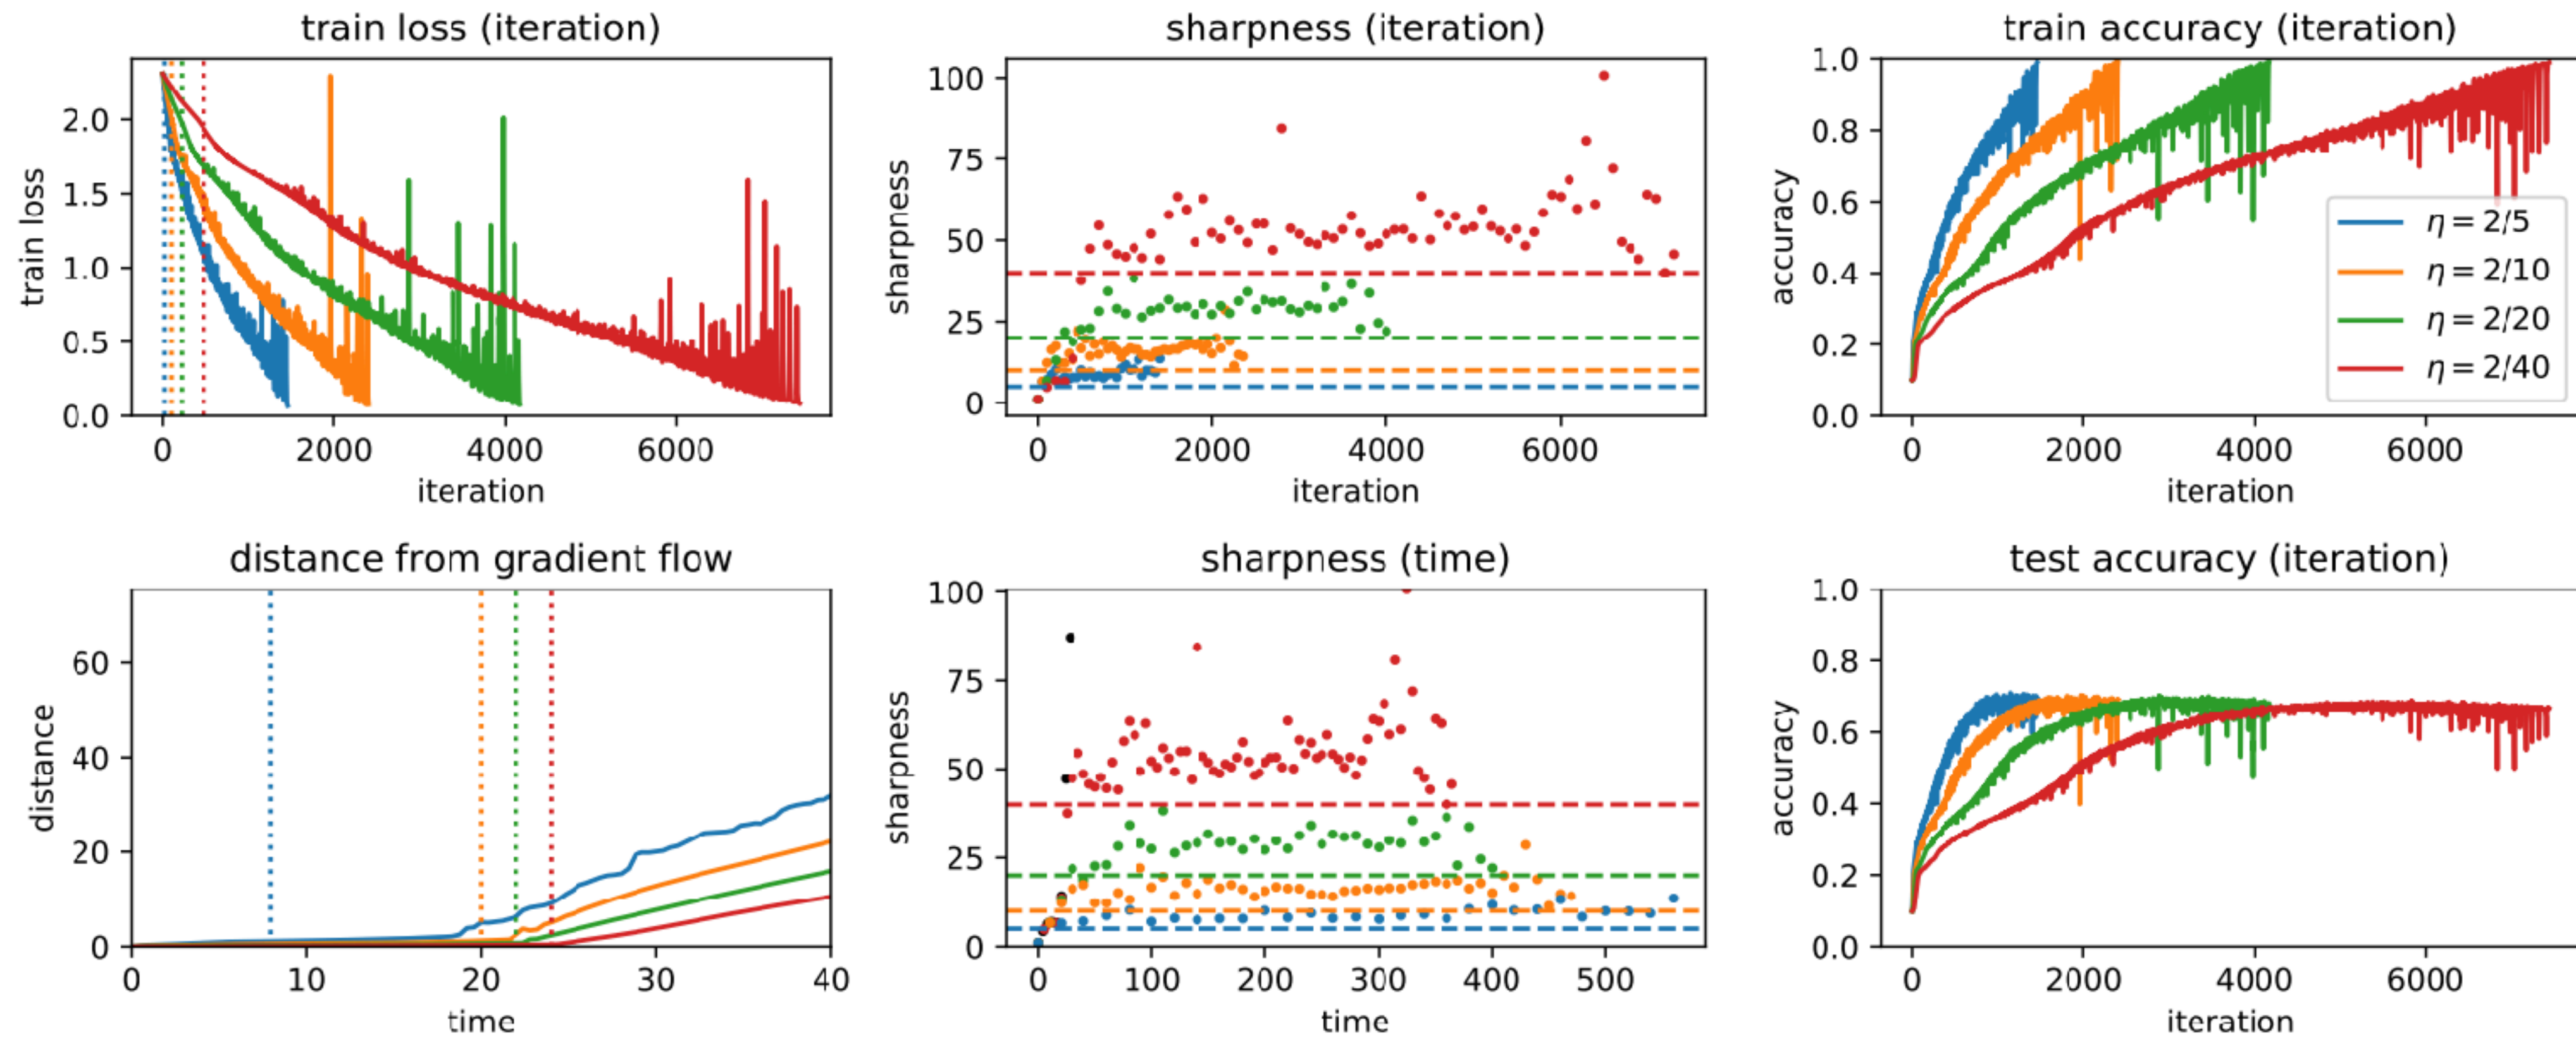 train loss (iteration)
train loss
2.0
1.5
1.0
0.5
0.0
0 2000 4000 6000
iteration
sharpness (iteration)
sharpness
100
75
50
25
0
0 2000 4000 6000
iteration
train accuracy (iteration)
accuracy
1.0
0.8
0.6
0.4
0.2
0.0
η = 2/5
η = 2/10
η = 2/20
η = 2/40
0 2000 4000 6000
iteration
distance from gradient flow
distance
60
40
20
0
0 10 20 30 40
time
sharpness (time)
sharpness
100
75
50
25
0
0 100 200 300 400 500
time
test accuracy (iteration)
accuracy
1.0
0.8
0.6
0.4
0.2
0.0
0 2000 4000 6000
iteration